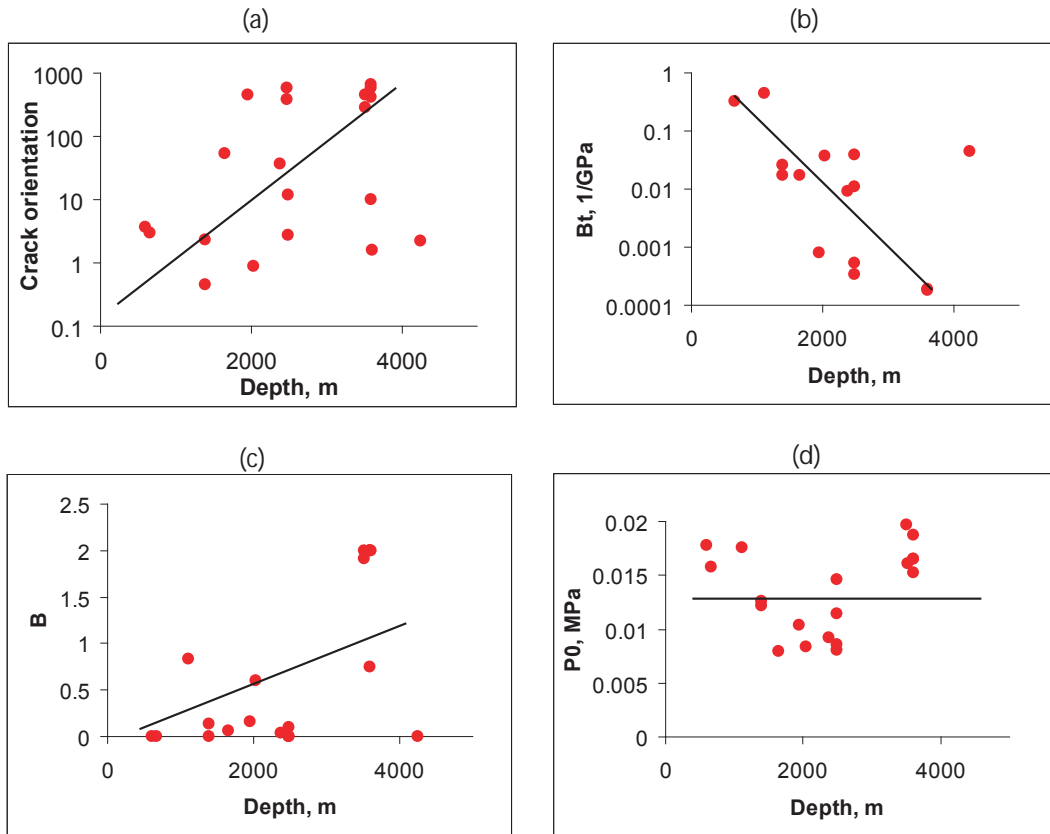 (a)
1000
100
10
1
0.1
Crack orientation
0
2000
4000
Depth, m
(b)
1
0.1
0.01
0.001
0.0001
Bt, 1/GPa
0
2000
4000
Depth, m
(c)
2.5
2
1.5
1
0.5
0
B
0
2000
4000
Depth, m
(d)
0.02
0.015
0.01
0.005
0
P0, MPa
0
2000
4000
Depth, m